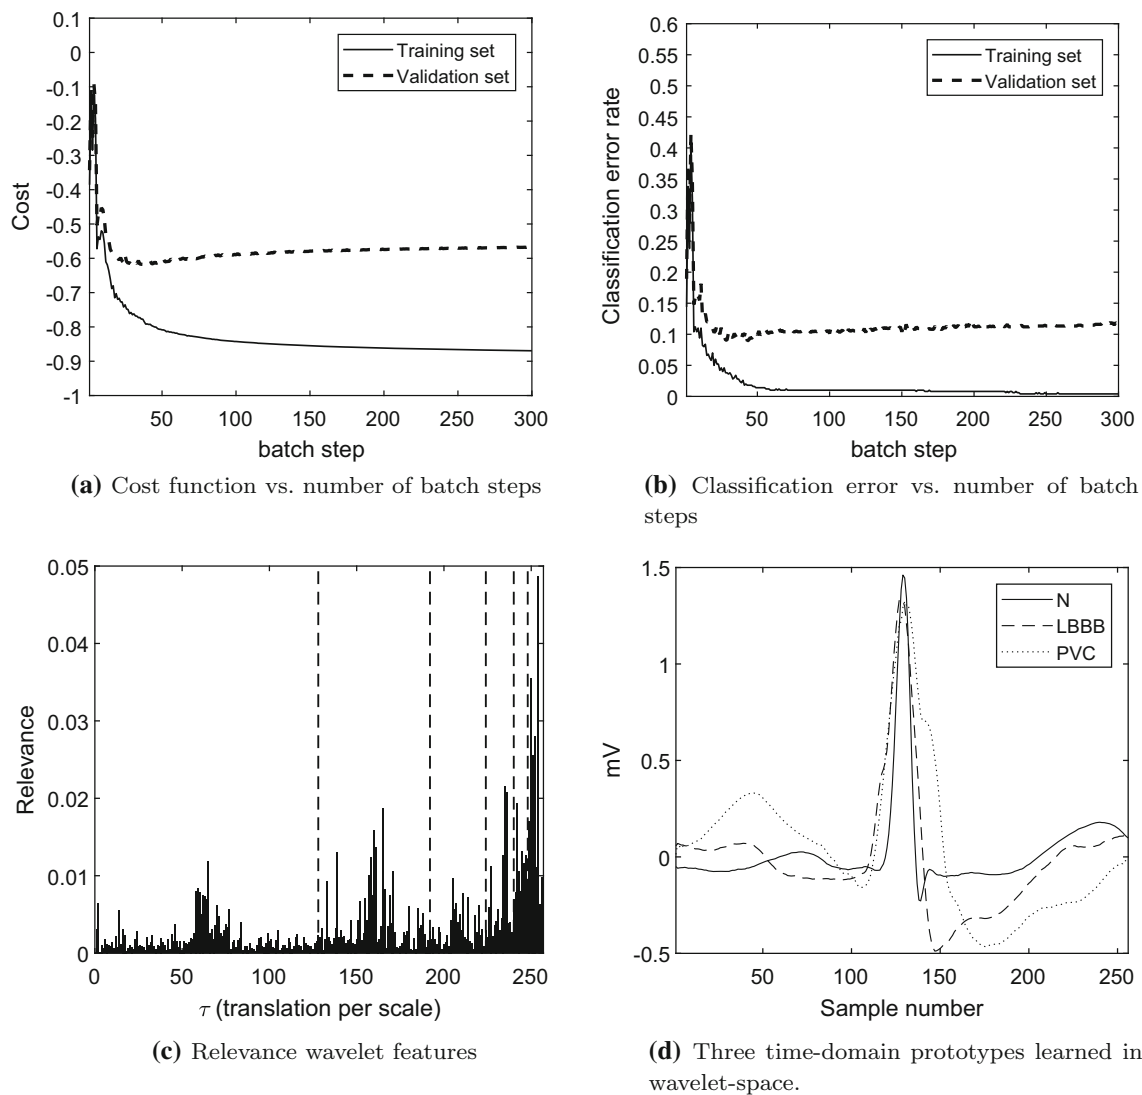 0.1
0
-0.1
-0.2
-0.3
-0.4
-0.5
-0.6
-0.7
-0.8
-0.9
-1
Cost
Training set
Validation set
50 100 150 200 250 300
batch step
(a) Cost function vs. number of batch steps
0.6
0.55
0.5
0.45
0.4
0.35
0.3
0.25
0.2
0.15
0.1
0.05
0
Classification error rate
Training set
Validation set
50 100 150 200 250 300
batch step
(b) Classification error vs. number of batch
steps
0.05
0.04
0.03
0.02
0.01
0
Relevance
0 50 100 150 200 250
τ (translation per scale)
(c) Relevance wavelet features
1.5
1
0.5
0
-0.5
mV
N
LBBB
PVC
50 100 150 200 250
Sample number
(d) Three time-domain prototypes learned in
wavelet-space.